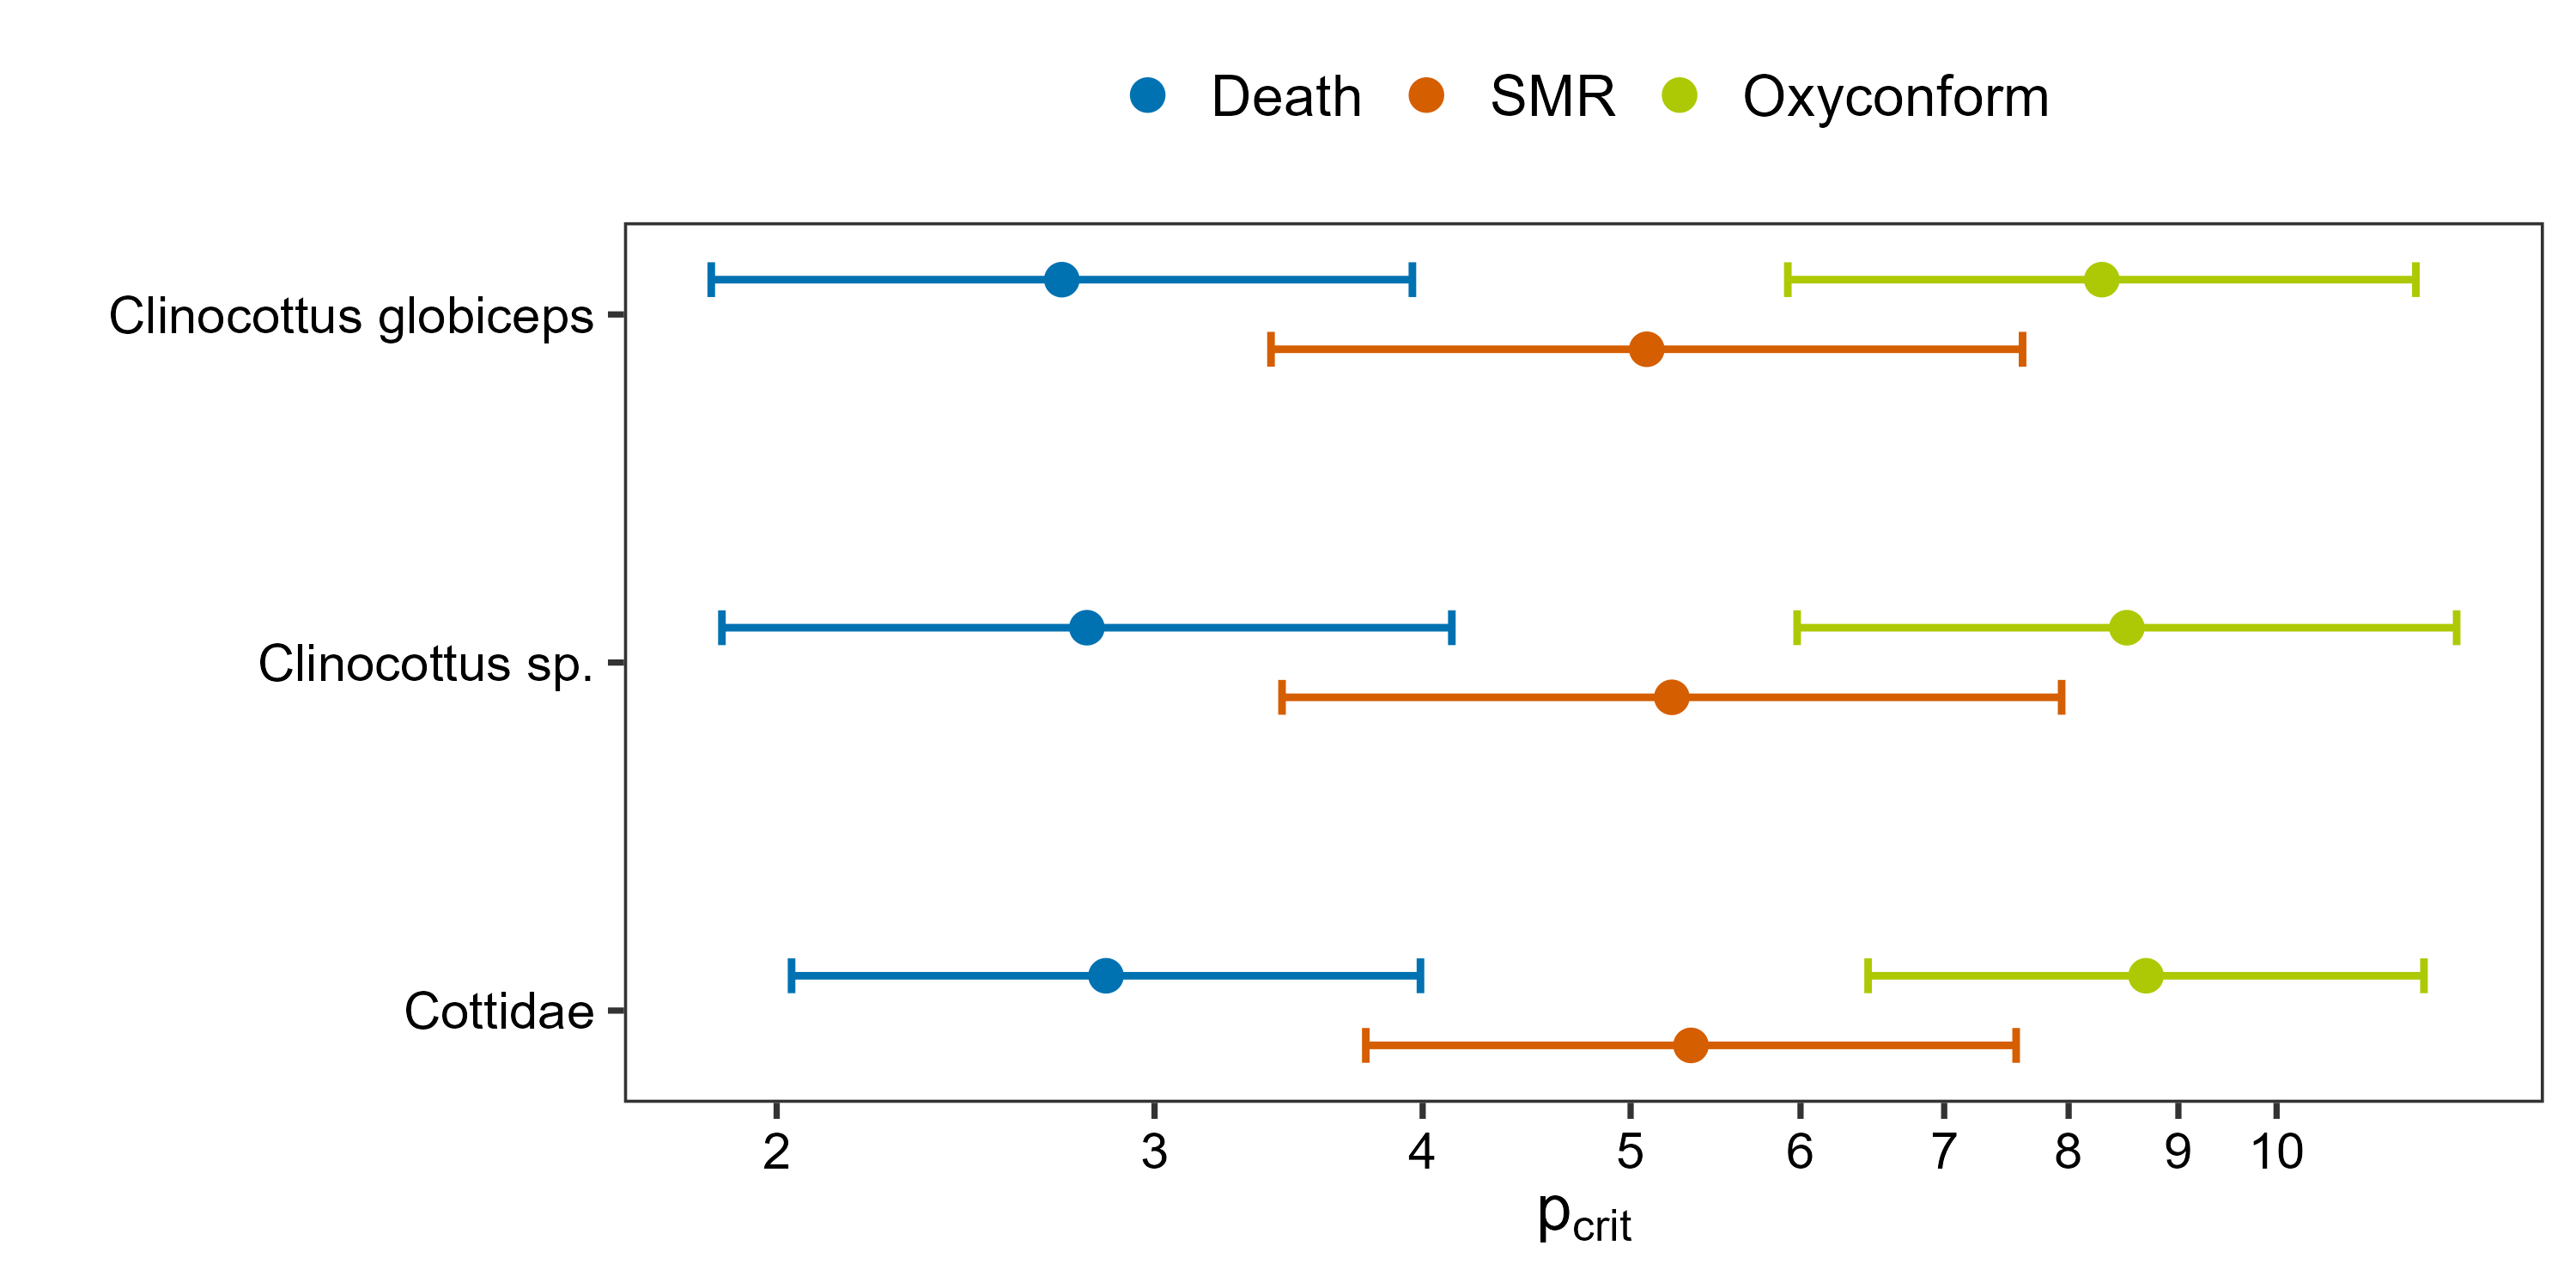 Death SMR Oxyconform
Clinocottus globiceps
Clinocottus sp.
Cottidae
2 3 4 5 6 7 8 9 10
pcrit